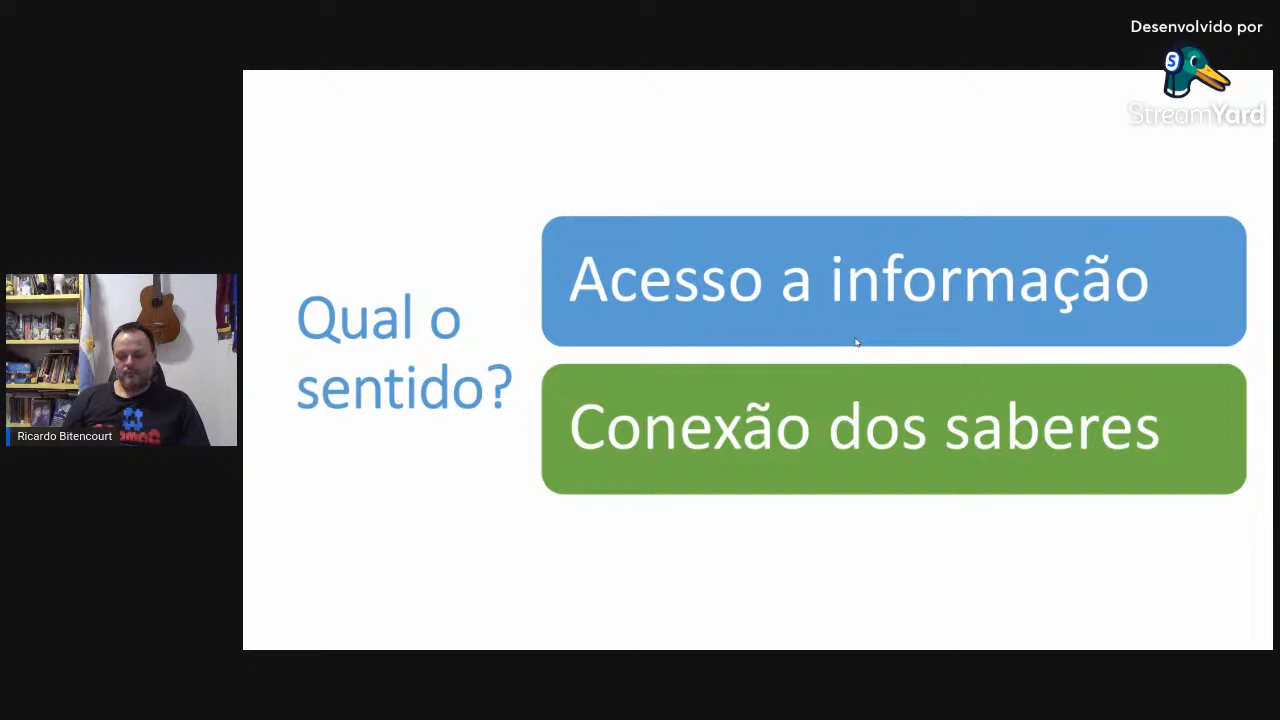 Desenvolvido por
StreamYard
Acesso a informação
Qual o
sentido?
Conexão dos saberes
Ricardo Bitencourt